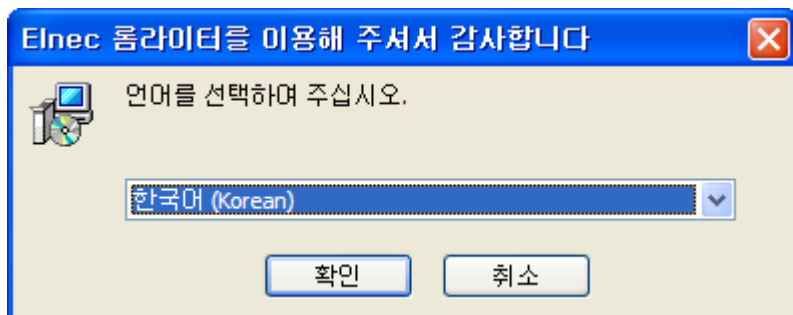 Elnec 롬라이터를 이용해 주셔서 감사합니다
언어를 선택하여 주십시오.
한국어 (Korean)
확인
취소